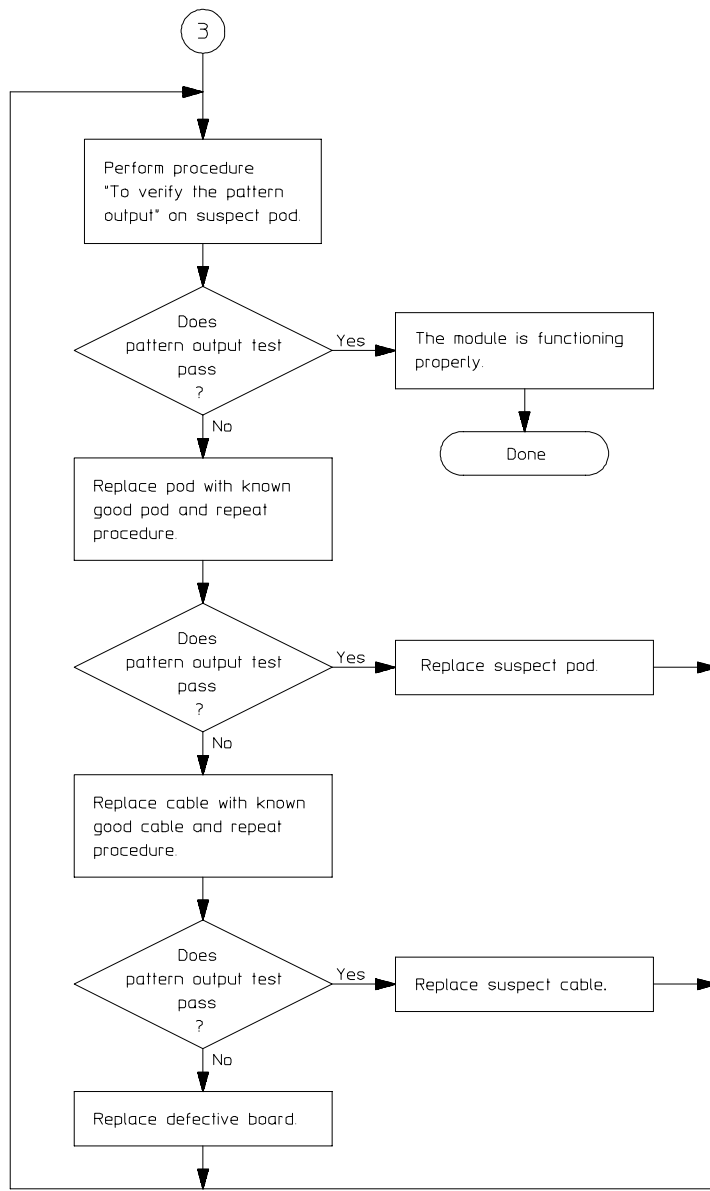 3
Perform procedure
"To verify the pattern
output" on suspect pod.
Does
pattern output test
pass
?
Yes
The module is functioning
properly.
Done
No
Replace pod with known
good pod and repeat
procedure.
Does
pattern output test
pass
?
Yes
Replace suspect pod.
No
Replace cable with known
good cable and repeat
procedure.
Does
pattern output test
pass
?
Yes
Replace suspect cable.
No
Replace defective board.